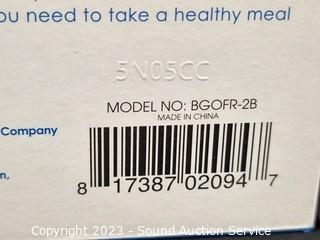 ou need to take a healthy meal
5N05CC
MODEL NO: BGOFR-2B
MADE IN CHINA
Company
n,
8 17387 02094 7
Copyright 2023 - Sound Auction Service